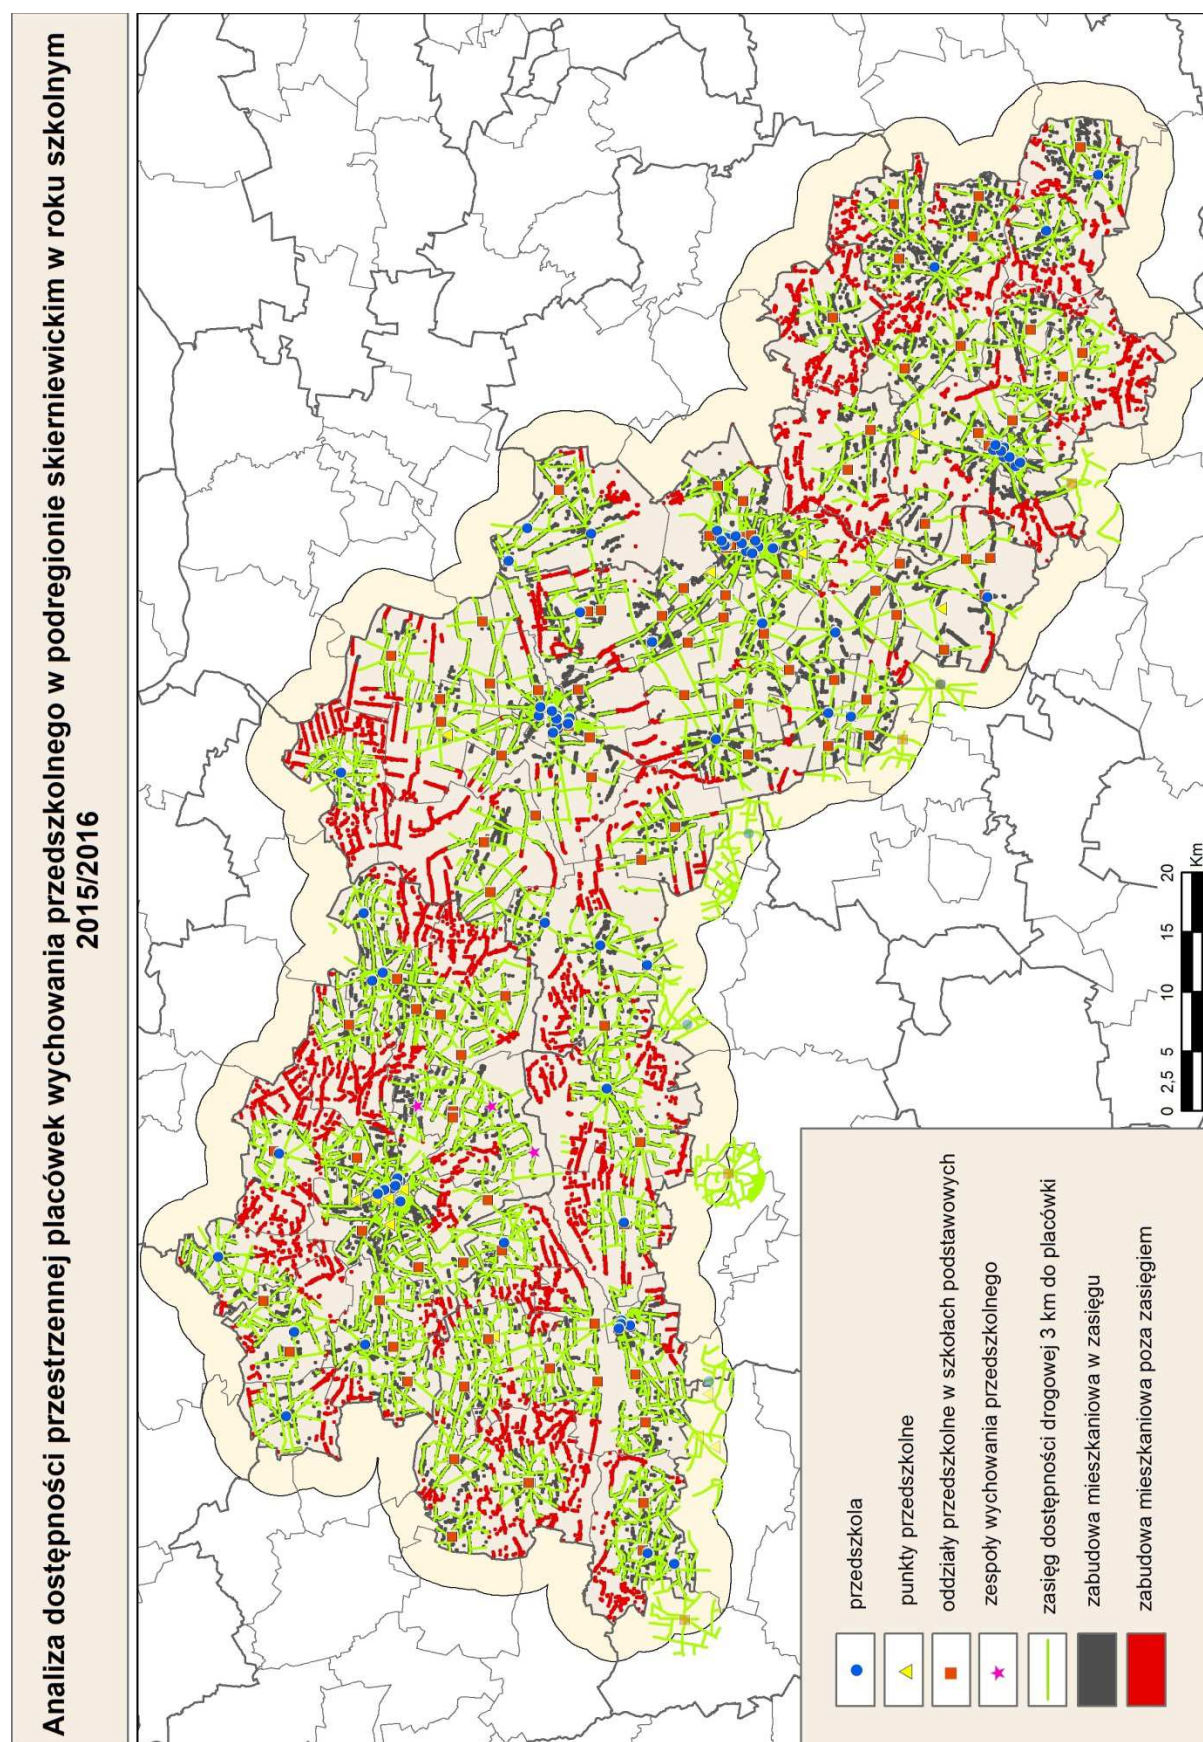 Analiza dostępności przestrzennej placówek wychowania przedszkolnego w podregionie skierniewickim w roku szkolnym
2015/2016
przedszkola
punkty przedszkolne
oddziały przedszkolne w szkołach podstawowych
zespoły wychowania przedszkolnego
zasięg dostępności drogowej 3 km do placówki
zabudowa mieszkaniowa w zasięgu
zabudowa mieszkaniowa poza zasięgiem
0 2,5 5 10 15 20
Km